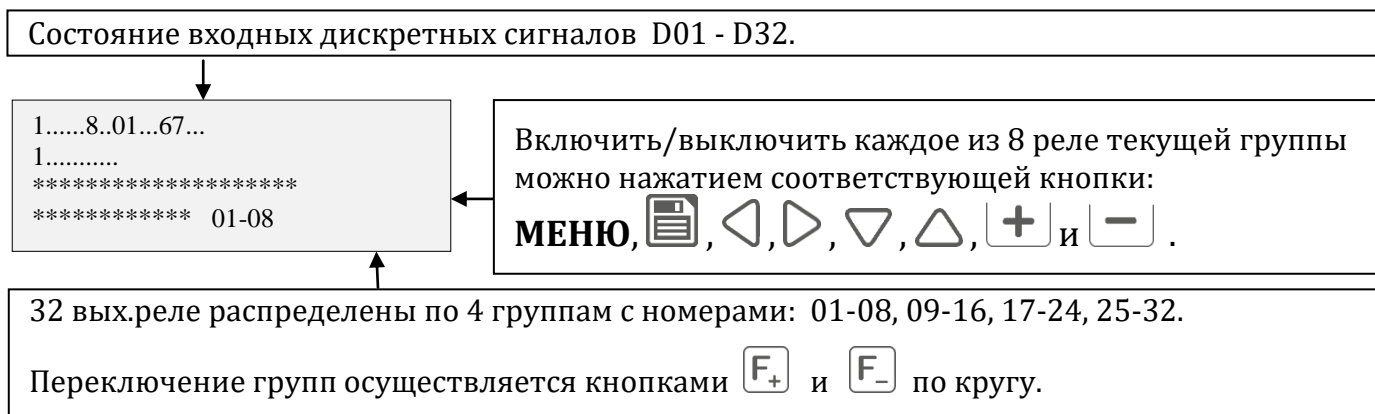 Состояние входных дискретных сигналов D01 - D32.
1......8..01...67...
1...........
********************
************ 01-08
Включить/выключить каждое из 8 реле текущей группы
можно нажатием соответствующей кнопки:
МЕНЮ, , , , , , + и − .
32 вых.реле распределены по 4 группам с номерами: 01-08, 09-16, 17-24, 25-32.
Переключение групп осуществляется кнопками F+ и F− по кругу.